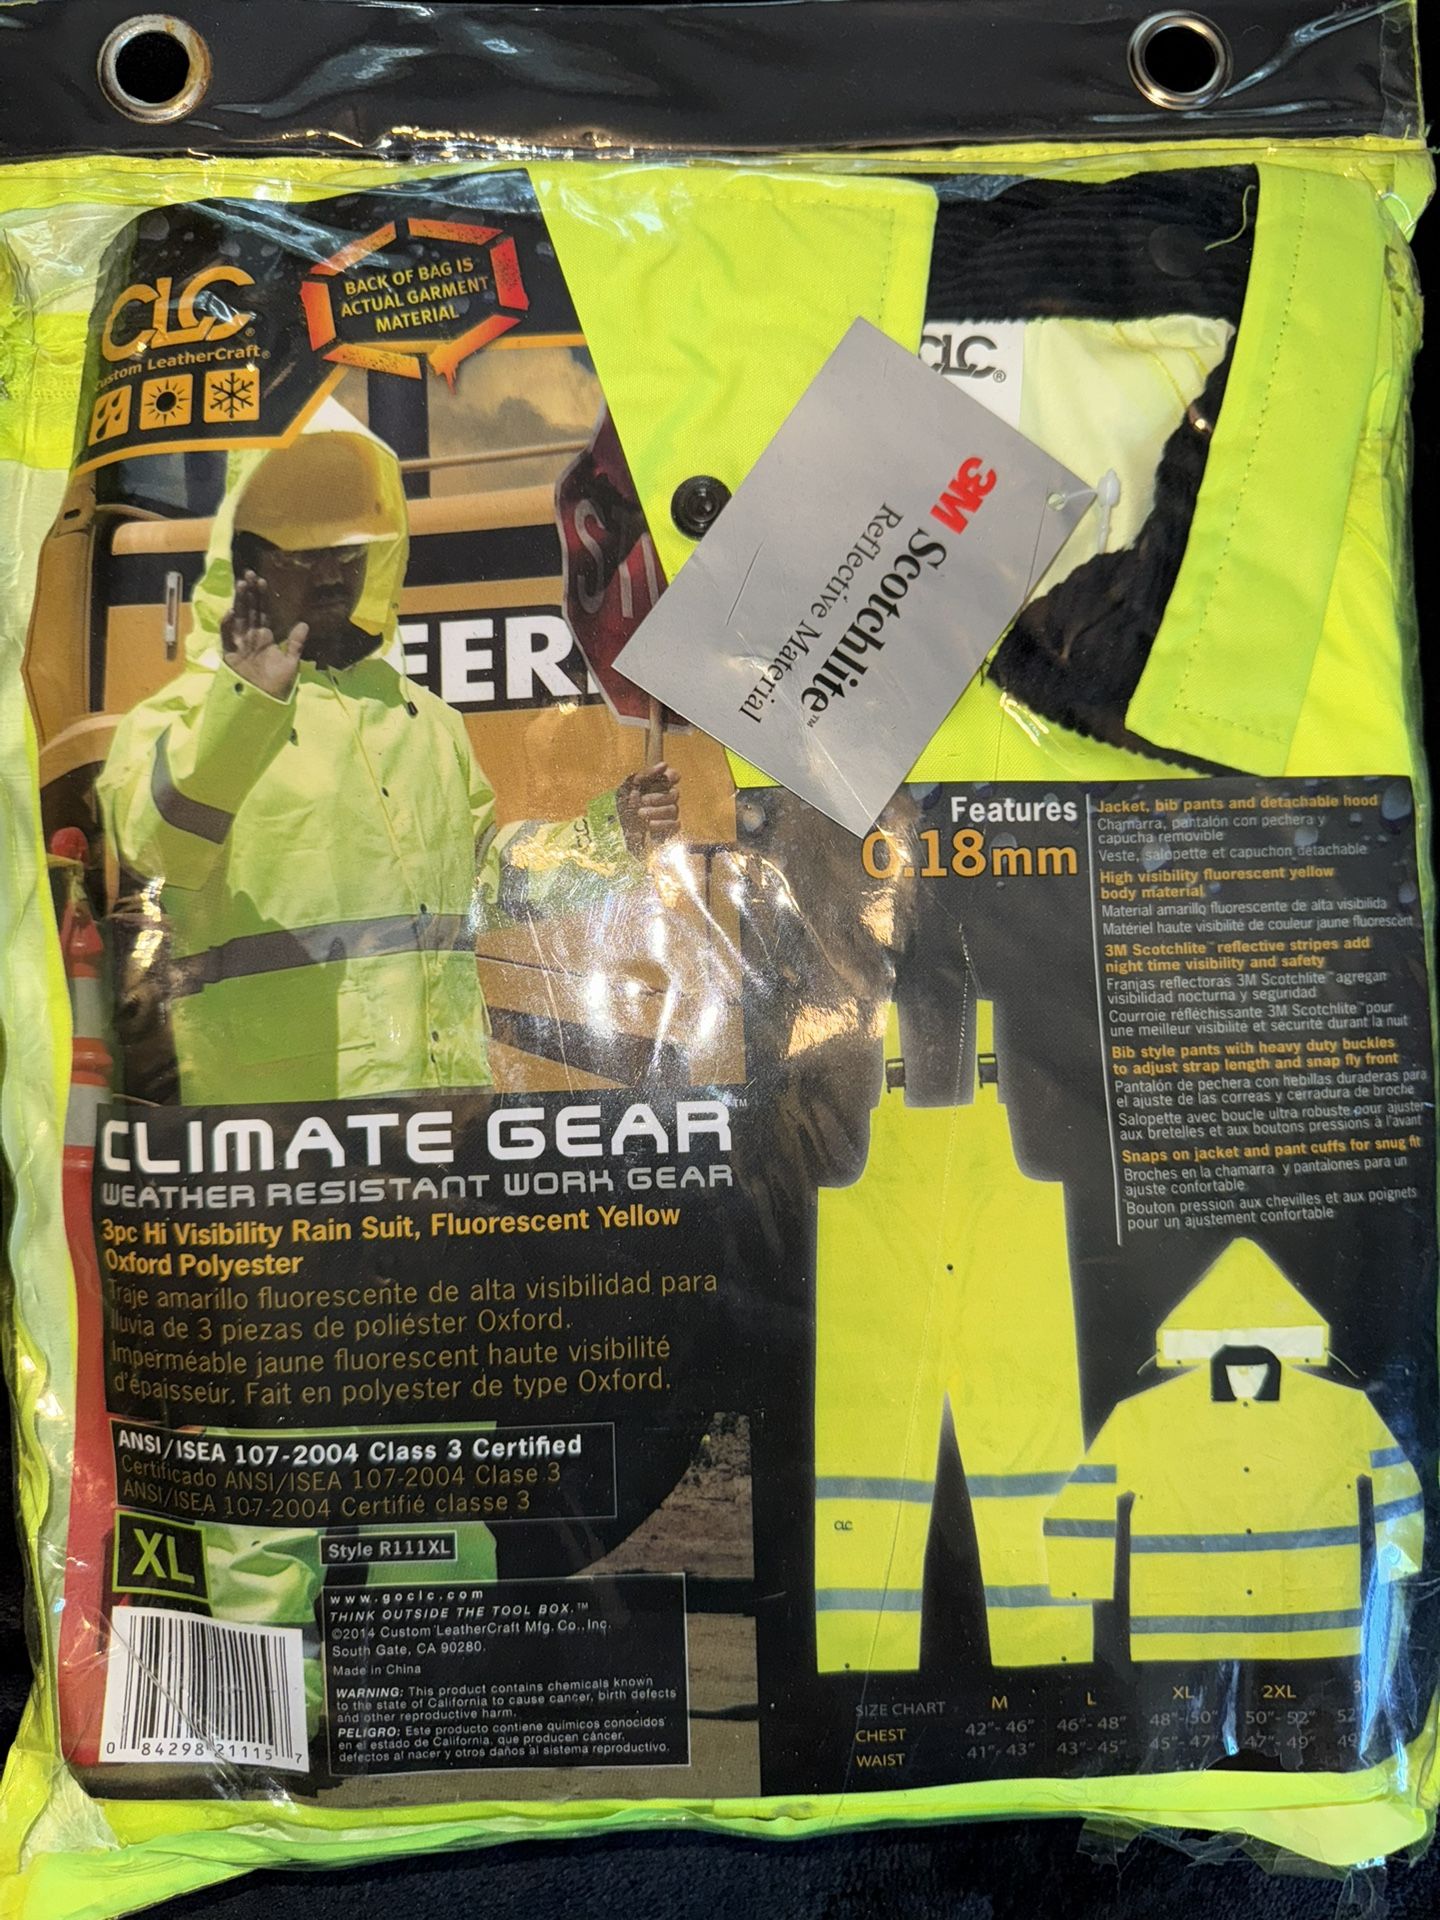 BACK OF BAG IS
ACTUAL GARMENT
MATERIAL
CLC®
Custom LeatherCraft®
CLC®
3M Scotchlite™
Reflective Material
EER
ST
CLC
Features
0.18mm
Jacket, bib pants and detachable hood
Chamarra, pantalón con pechera y
capucha removible
Veste, salopette et capuchon detachable
High visibility fluorescent yellow
body material
Material amarillo fluorescente de alta visibilida
Matériel haute visibilité de couleur jaune fluorescent
3M Scotchlite™ reflective stripes add
night time visibility and safety
Franjas reflectoras 3M Scotchlite™ agregan
visibilidad nocturna y seguridad
Courroie réfléchissante 3M Scotchlite™ pour
une meilleur visibilité et sécurité durant la nuit
Bib style pants with heavy duty buckles
to adjust strap length and snap fly front
Pantalón de pechera con hebillas duraderas para
el ajuste de las correas y cerradura de broche
Salopette avec boucle ultra robuste pour ajuster
aux bretelles et aux boutons pressions à l'avant
Snaps on jacket and pant cuffs for snug fit
Broches en la chamarra y pantalones para un
ajuste confortable
Bouton pression aux chevilles et aux poignets
pour un ajustement confortable
CLIMATE GEAR™
WEATHER RESISTANT WORK GEAR
3pc Hi Visibility Rain Suit, Fluorescent Yellow
Oxford Polyester
Traje amarillo fluorescente de alta visibilidad para
lluvia de 3 piezas de poliéster Oxford.
Imperméable jaune fluorescent haute visibilité
d'épaisseur. Fait en polyester de type Oxford.
ANSI/ISEA 107-2004 Class 3 Certified
Certificado ANSI/ISEA 107-2004 Clase 3
ANSI/ISEA 107-2004 Certifié classe 3
XL
Style R111XL
www.goclc.com
THINK OUTSIDE THE TOOL BOX.™
©2014 Custom LeatherCraft Mfg. Co., Inc.
South Gate, CA 90280.
Made in China
WARNING: This product contains chemicals known
to the state of California to cause cancer, birth defects
and other reproductive harm.
PELIGRO: Este producto contiene químicos conocidos
en el estado de California, que producen cáncer,
defectos al nacer y otros daños al sistema reproductivo.
0 84298 21115 7
CLC
SIZE CHART M L XL 2XL 3
CHEST 42"- 46" 46"- 48" 48"- 50" 50"- 52" 52
WAIST 41"- 43" 43"- 45" 45"- 47" 47"- 49" 49